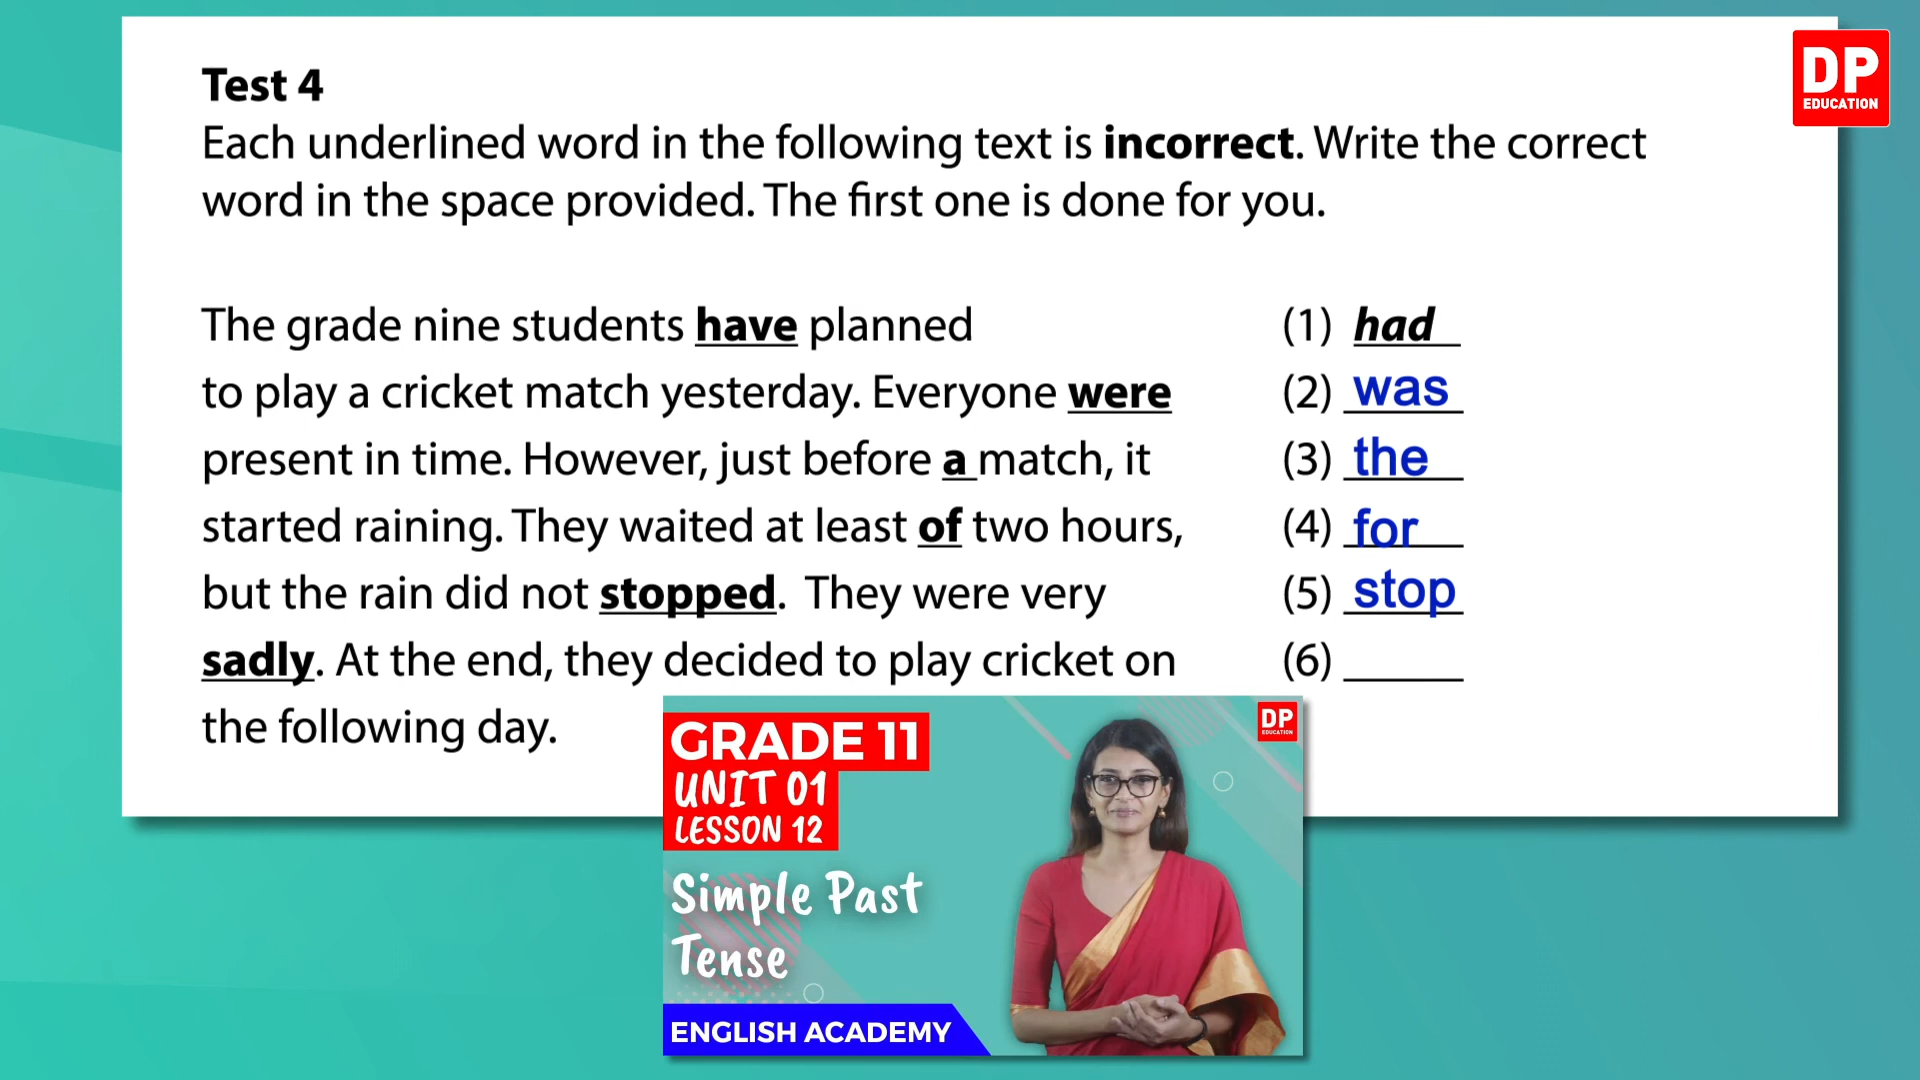 Test 4
Each underlined word in the following text is incorrect. Write the correct
word in the space provided. The first one is done for you.
The grade nine students have planned (1) had
to play a cricket match yesterday. Everyone were (2) was
present in time. However, just before a match, it (3) the
started raining. They waited at least of two hours, (4) for
but the rain did not stopped. They were very (5) stop
sadly. At the end, they decided to play cricket on (6) ______
the following day.
DP
EDUCATION
GRADE 11
UNIT 01
LESSON 12
Simple Past
Tense
ENGLISH ACADEMY
DP
EDUCATION